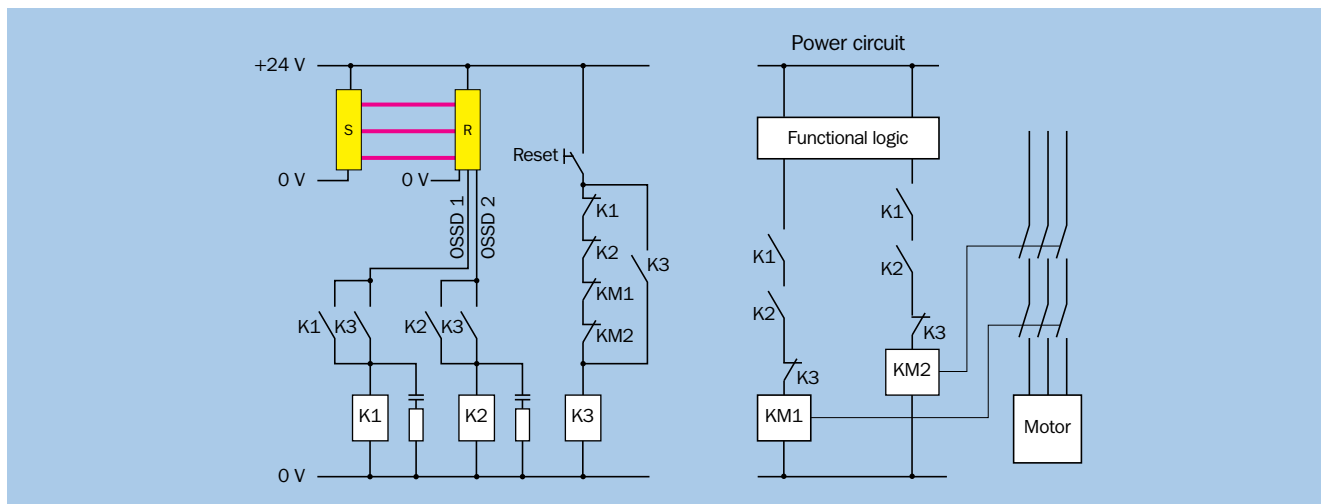 Power circuit
+24 V
S
R
Functional logic
Reset
0 V
0 V
OSSD 1
OSSD 2
K1
K1
K2
K1
K3
K2
KM1
K2
K1
K3
K2
K3
KM2
K3
K3
KM2
K1
K2
K3
KM1
Motor
0 V